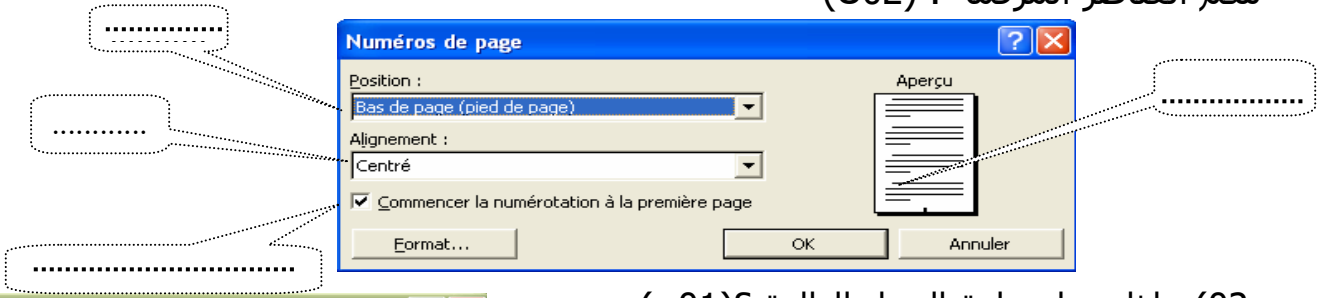 Numéros de page
Position :
Bas de page (pied de page)
Alignement :
Centré
Commencer la numérotation à la première page
Aperçu
Format...
OK
Annuler